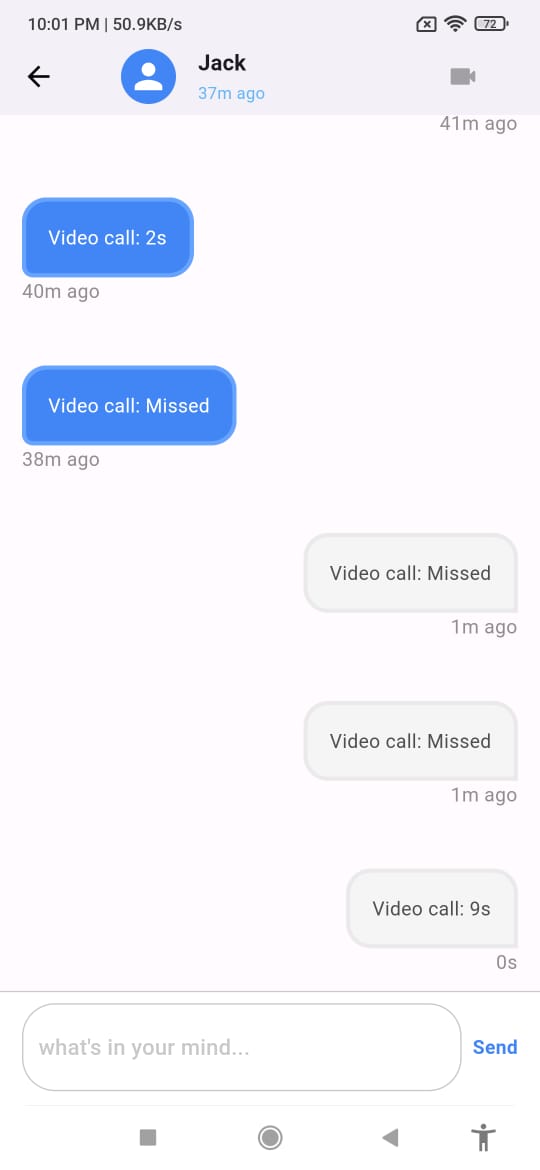 10:01 PM | 50.9KB/s
72
Jack
37m ago
41m ago
Video call: 2s
40m ago
Video call: Missed
38m ago
Video call: Missed
1m ago
Video call: Missed
1m ago
Video call: 9s
0s
what's in your mind...
Send